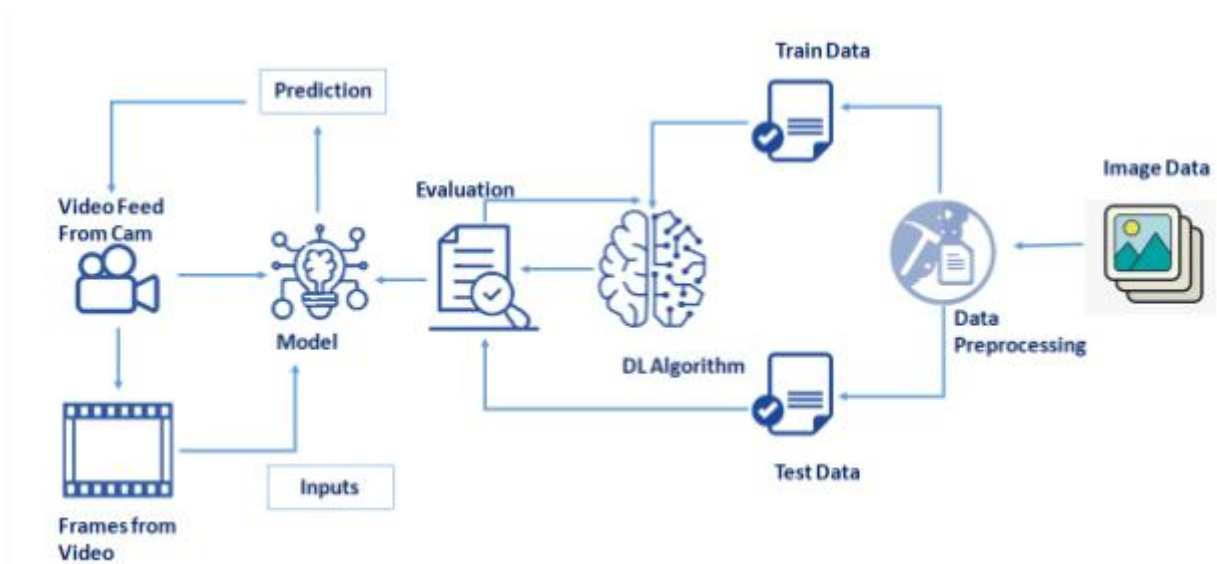 Train Data
Prediction
Image Data
Evaluation
Video Feed
From Cam
Model
Data
Preprocessing
DL Algorithm
Test Data
Inputs
Frames from
Video